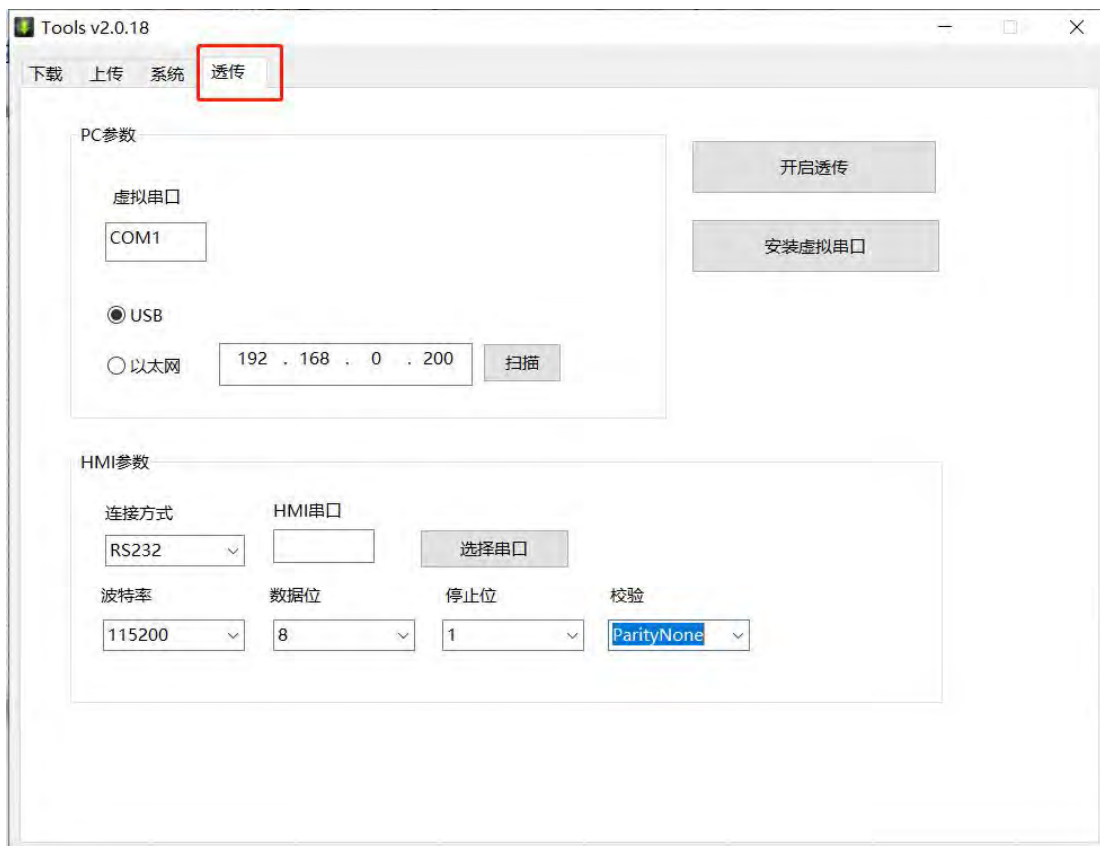 Tools v2.0.18
下载 上传 系统 透传
PC参数
开启透传
虚拟串口
COM1
安装虚拟串口
USB
以太网 192 . 168 . 0 . 200 扫描
HMI参数
连接方式 HMI串口
RS232 选择串口
波特率 数据位 停止位 校验
115200 8 1 ParityNone